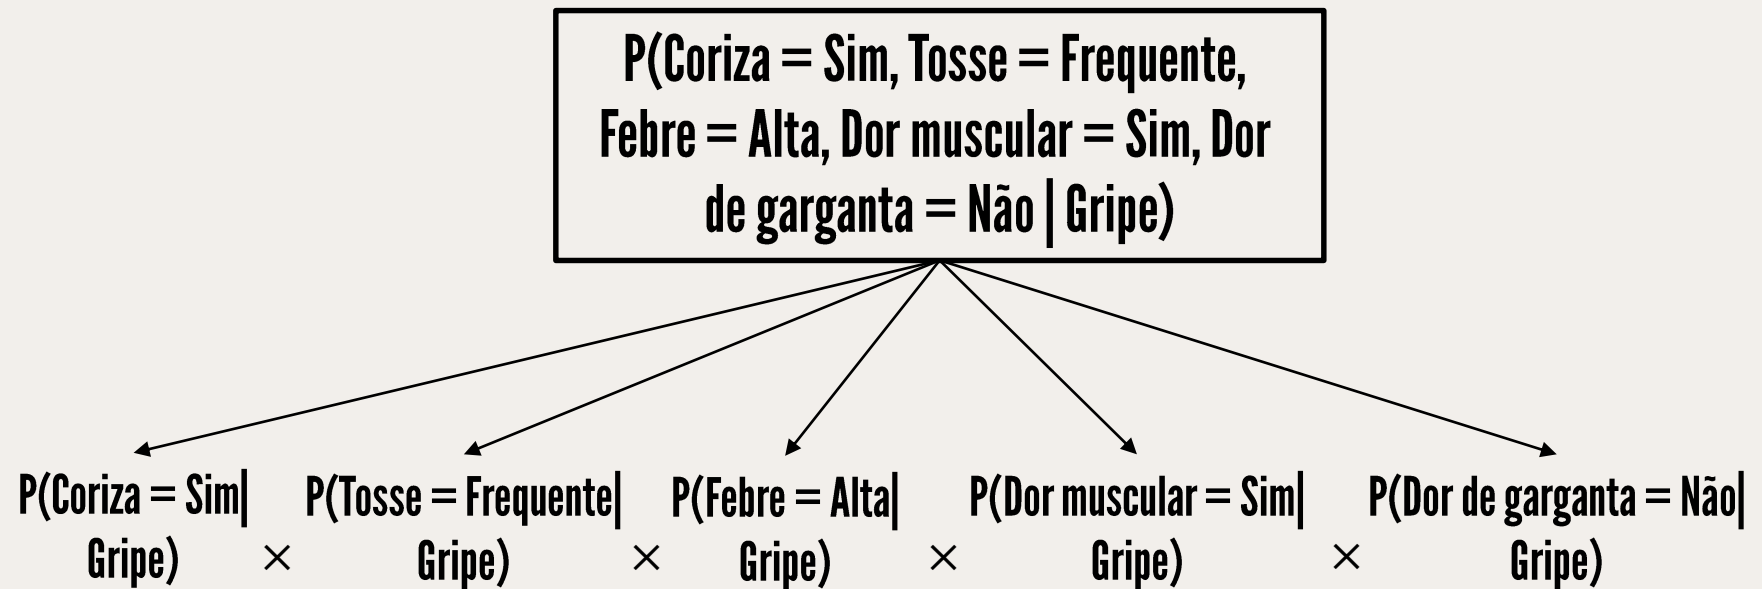 P(Coriza = Sim, Tosse = Frequente,
Febre = Alta, Dor muscular = Sim, Dor
de garganta = Não | Gripe)
P(Coriza = Sim|
Gripe)
×
P(Tosse = Frequente|
Gripe)
×
P(Febre = Alta|
Gripe)
×
P(Dor muscular = Sim|
Gripe)
×
P(Dor de garganta = Não|
Gripe)